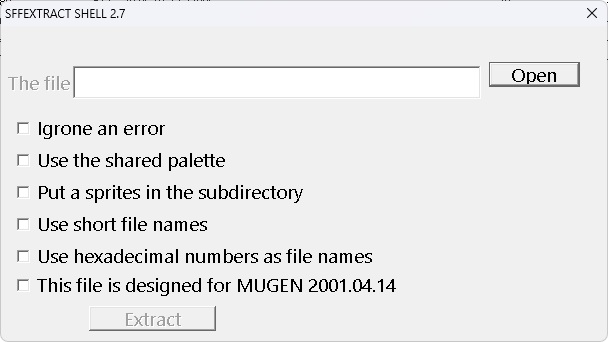 SFFEXTRACT SHELL 2.7
The file
Open
Igrone an error
Use the shared palette
Put a sprites in the subdirectory
Use short file names
Use hexadecimal numbers as file names
This file is designed for MUGEN 2001.04.14
Extract